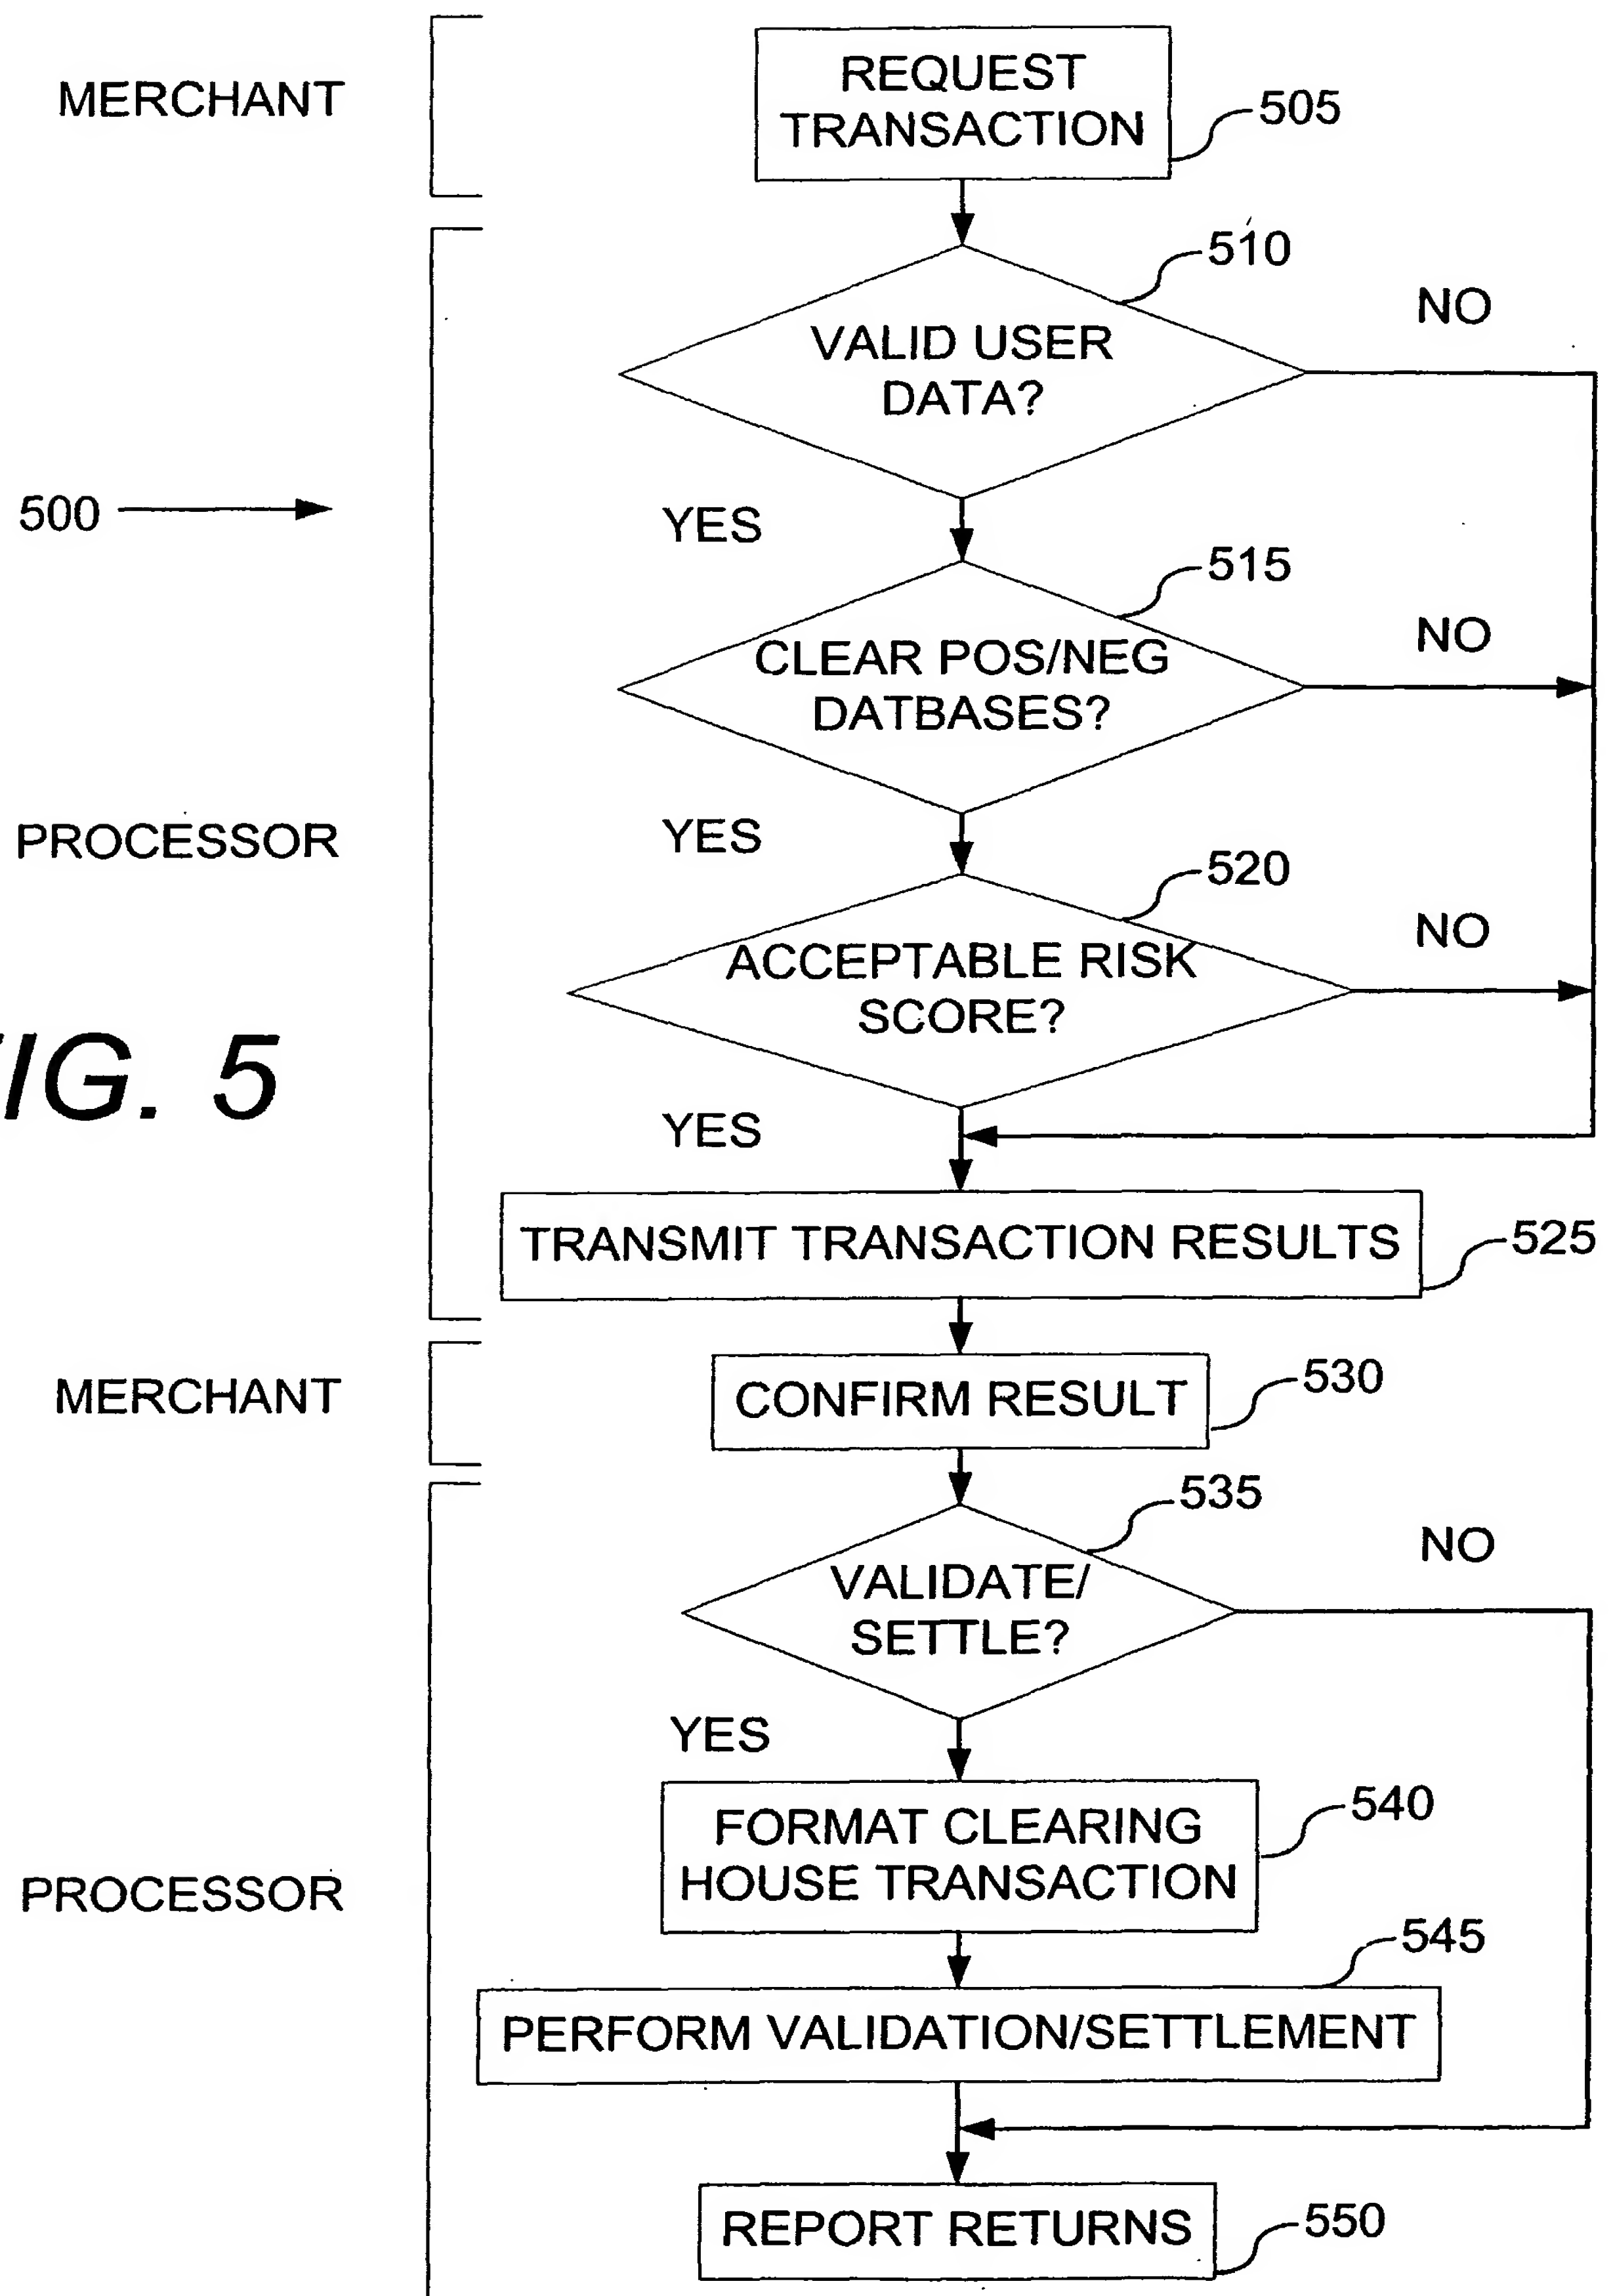 MERCHANT
REQUEST
TRANSACTION
505
510
NO
VALID USER
DATA?
500
YES
515
NO
CLEAR POS/NEG
DATBASES?
PROCESSOR
YES
520
NO
ACCEPTABLE RISK
SCORE?
IG. 5
YES
TRANSMIT TRANSACTION RESULTS
525
MERCHANT
CONFIRM RESULT
530
535
NO
VALIDATE/
SETTLE?
YES
FORMAT CLEARING
HOUSE TRANSACTION
540
PROCESSOR
545
PERFORM VALIDATION/SETTLEMENT
REPORT RETURNS
550